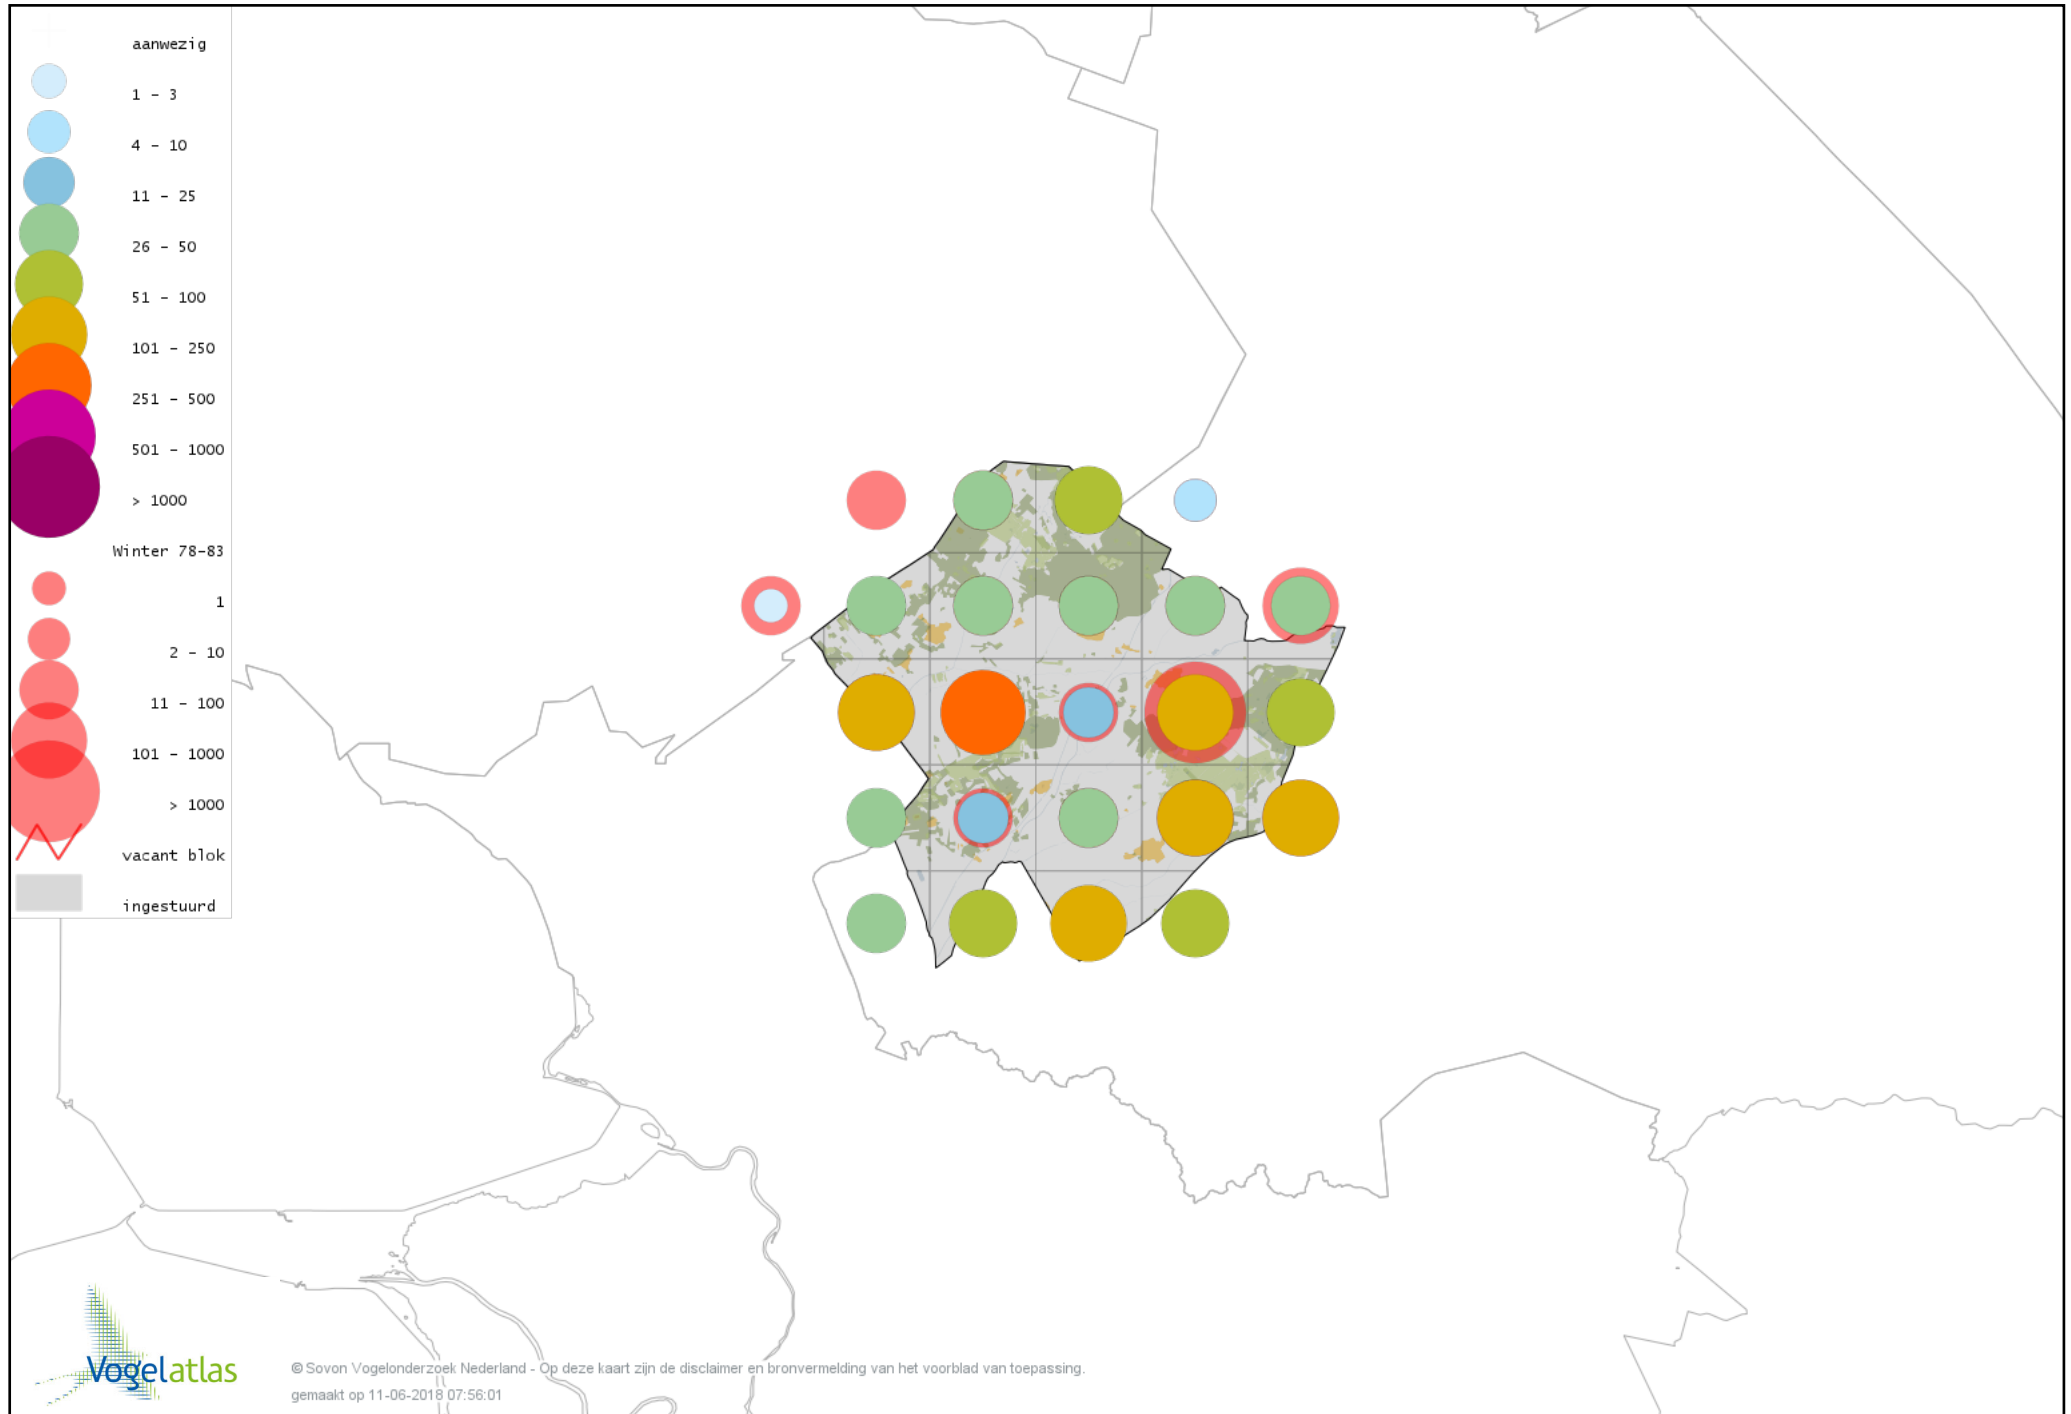 aanwezig
1 - 3
4 - 10
11 - 25
26 - 50
51 - 100
101 - 250
251 - 500
501 - 1000
> 1000
Winter 78-83
1
2 - 10
11 - 100
101 - 1000
> 1000
vacant blok
ingestuurd
Vogelatlas
© Sovon Vogelonderzoek Nederland - Op deze kaart zijn de disclaimer en bronvermelding van het voorblad van toepassing.
gemaakt op 11-06-2018 07:56:01